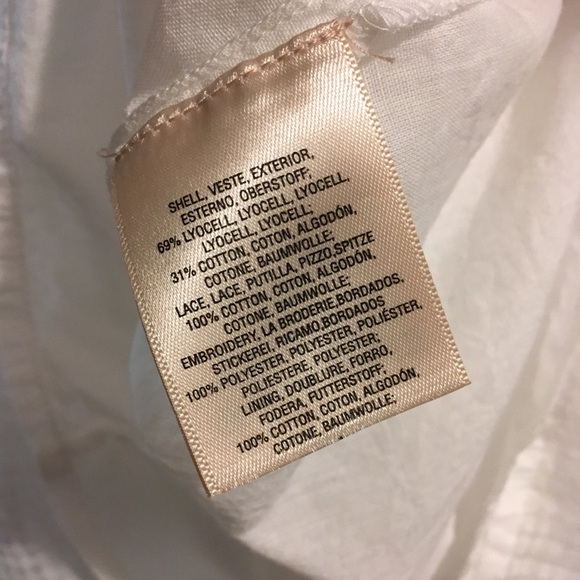 SHELL, VESTE, EXTERIOR,
ESTERNO, OBERSTOFF;
69% LYOCELL, LYOCELL, LYOCELL,
LYOCELL, LYOCELL;
31% COTTON, COTON, ALGODÓN,
COTONE, BAUMWOLLE;
LACE, LACE, PUTILLA, PIZZO,SPITZE
100% COTTON, COTON, ALGODÓN,
COTONE, BAUMWOLLE;
EMBROIDERY, LA BRODERIE,BORDADOS,
STICKEREI, RICAMO,BORDADOS
100% POLYESTER, POLYESTER, POLIÉSTER,
POLIESTERE, POLYESTER;
LINING, DOUBLURE, FORRO,
FODERA, FUTTERSTOFF;
100% COTTON, COTON, ALGODÓN,
COTONE, BAUMWOLLE;